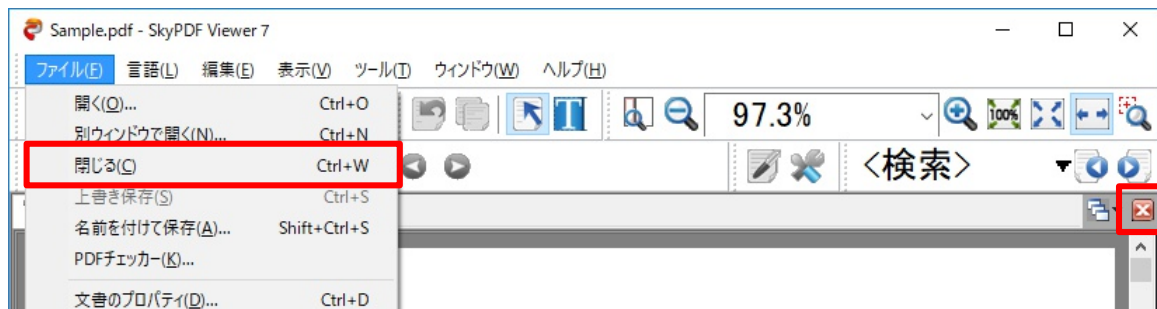 Sample.pdf - SkyPDF Viewer 7
ファイル(F) 言語(L) 編集(E) 表示(V) ツール(T) ウィンドウ(W) ヘルプ(H)
開く(O)... Ctrl+O
97.3%
100%
別ウィンドウで開く(N)... Ctrl+N
閉じる(C) Ctrl+W
<検索>
上書き保存(S) Ctrl+S
名前を付けて保存(A)... Shift+Ctrl+S
PDFチェッカー(K)...
文書のプロパティ(D)... Ctrl+D